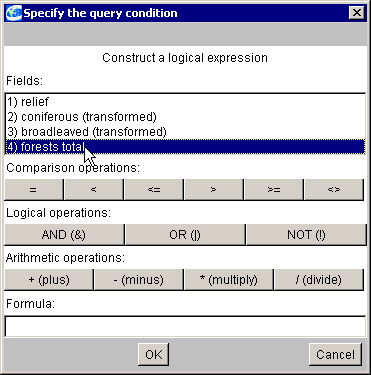 Specify the query condition
Construct a logical expression
Fields:
1) relief
2) coniferous (transformed)
3) broadleaved (transformed)
4) forests total
Comparison operations:
= < <= > >= <>
Logical operations:
AND (&) OR (|) NOT (!)
Arithmetic operations:
+ (plus) - (minus) * (multiply) / (divide)
Formula:
OK Cancel